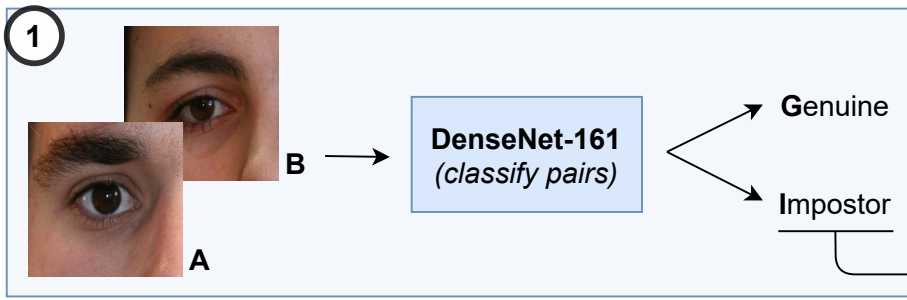 1
B
A
DenseNet-161
(classify pairs)
Genuine
Impostor